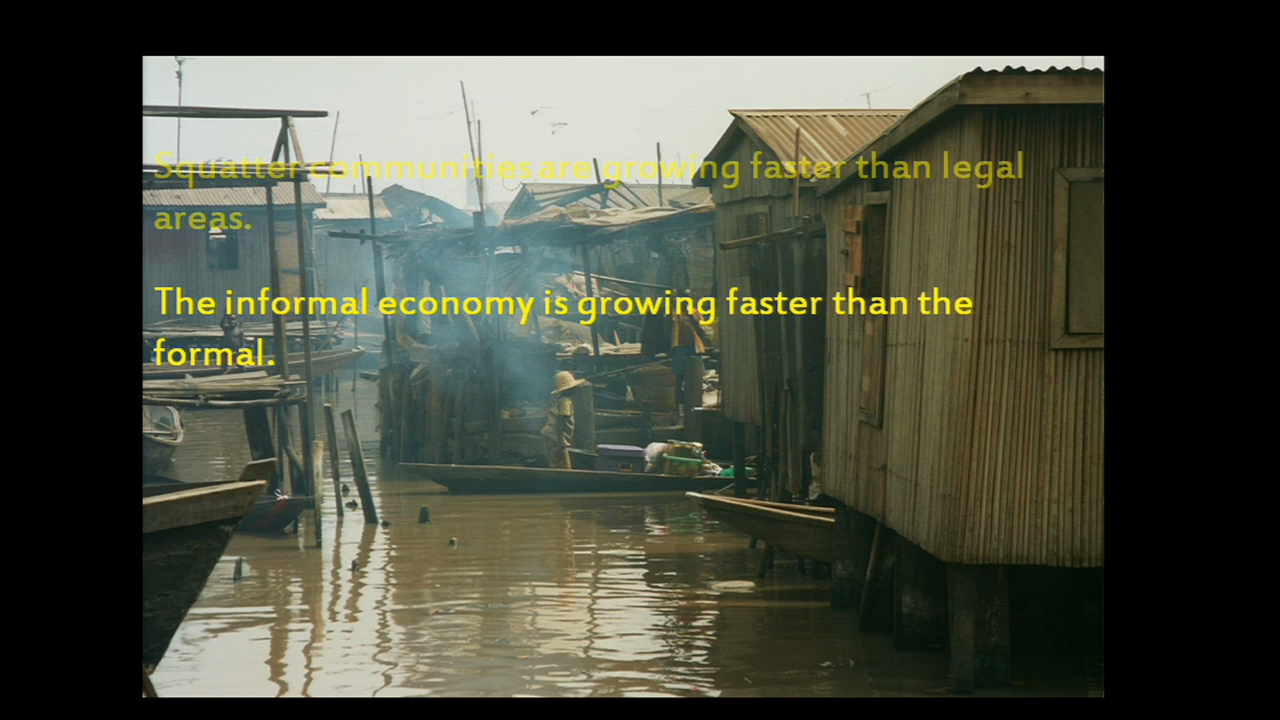 Squatter communities are growing faster than legal
areas.
The informal economy is growing faster than the
formal.